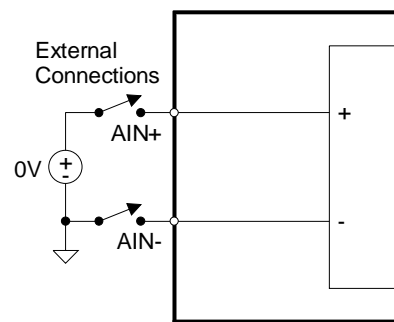 External
Connections
AIN+
+
0V
+
-
-
AIN-